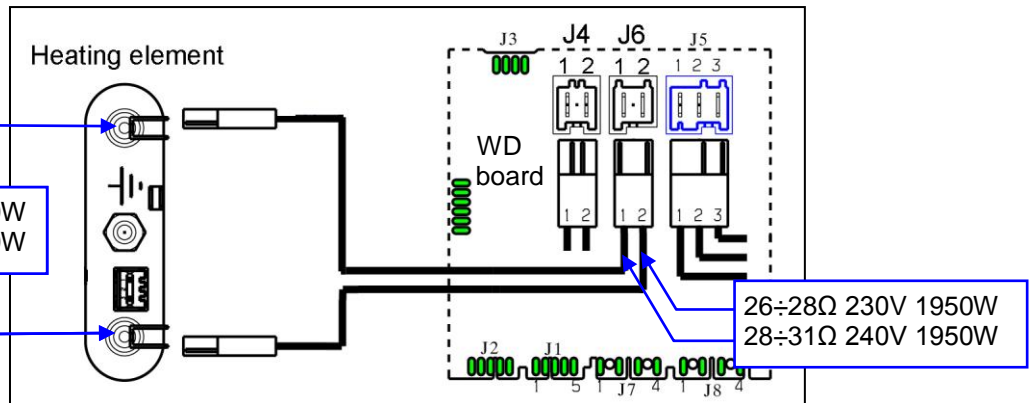 Heating element
J3
J4 J6 J5
1 2 1 2 1 2 3
WD
board
1 2 1 2 1 2 3
0W
0W
26÷28Ω 230V 1950W
28÷31Ω 240V 1950W
J2 J1
1 5 1 J7 4 1 J8 4